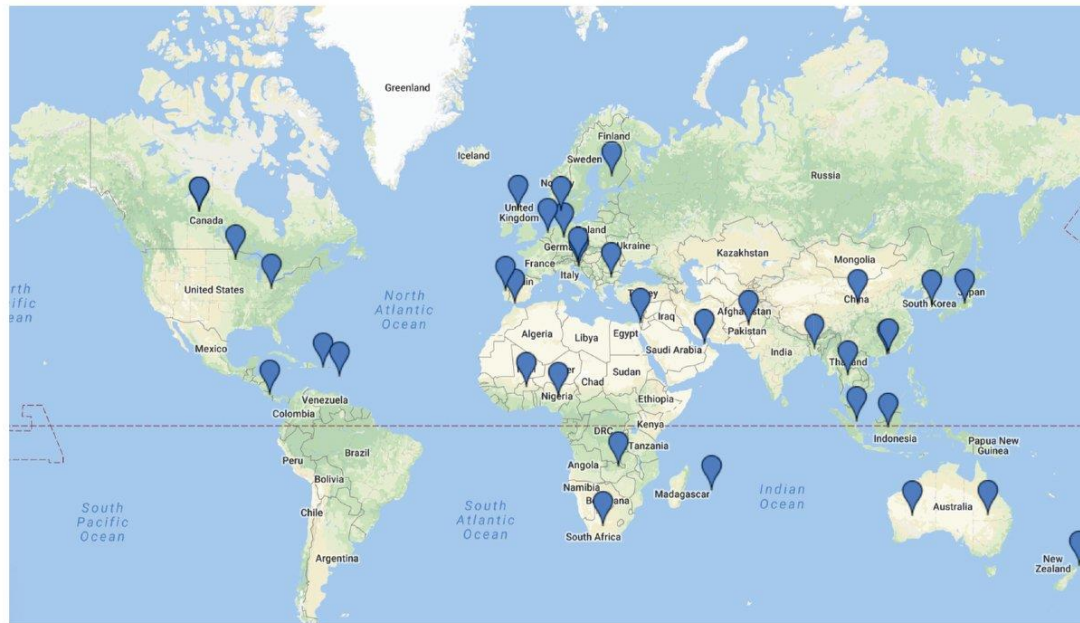 Greenland
Iceland
Finland
Sweden
Russia
Canada
United
Kingdom
Ukraine
Kazakhstan
Mongolia
France
Italy
United States
China
South Korea
North
Atlantic
Ocean
Afghanistan
Iraq
Pakistan
Algeria
Libya
Egypt
Saudi Arabia
India
Mexico
Chad
Sudan
Nigeria
Ethiopia
Venezuela
Colombia
DRC
Kenya
Tanzania
Indonesia
Papua New
Guinea
Peru
Brazil
Angola
Bolivia
Namibia
Madagascar
South
Pacific
Ocean
Chile
South
Atlantic
Ocean
Indian
Ocean
Australia
South Africa
Argentina
New
Zealand